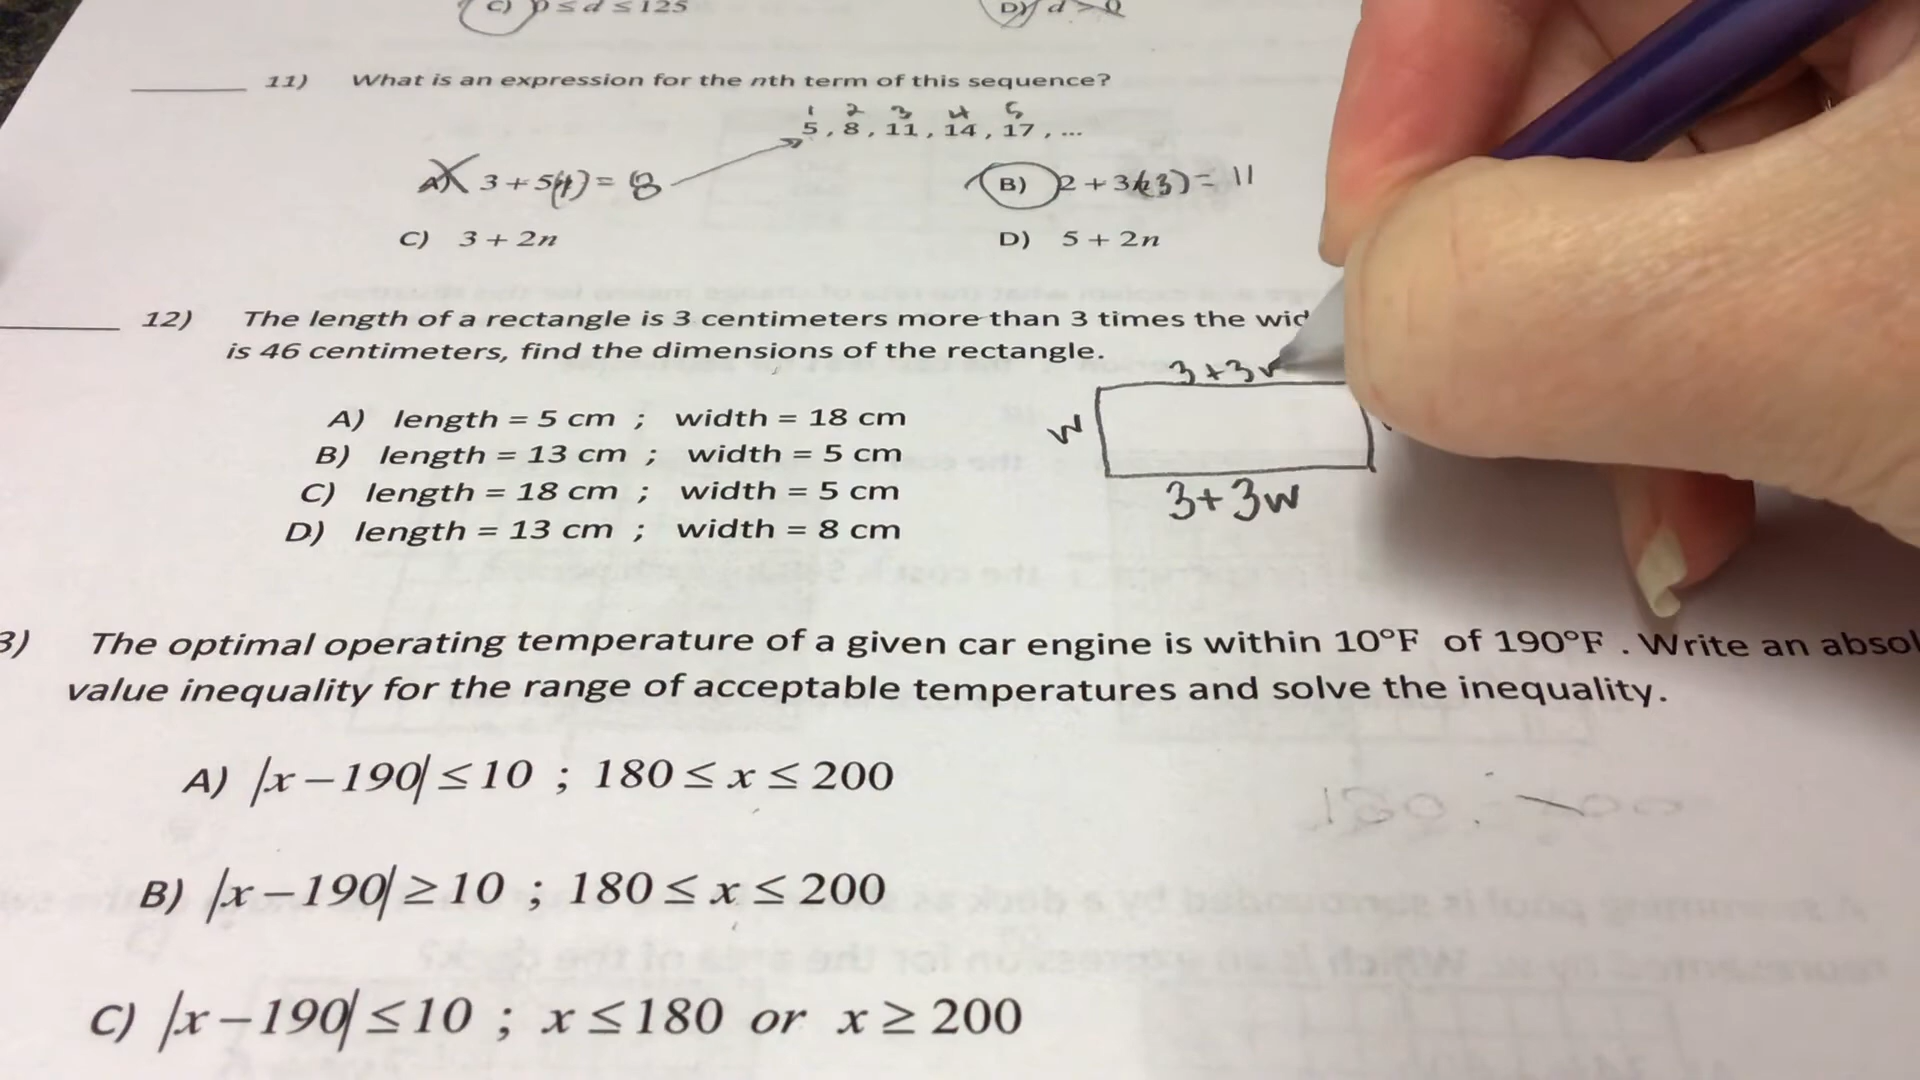 C) 0 ≤ d ≤ 125 D) d > 0
11) What is an expression for the nth term of this sequence?
1 2 3 4 5
5 , 8 , 11 , 14 , 17 , ...
A) 3 + 5(1) = 8 B) 2 + 3(3) = 11
C) 3 + 2n D) 5 + 2n
12) The length of a rectangle is 3 centimeters more than 3 times the
is 46 centimeters, find the dimensions of the rectangle.
3+3w
A) length = 5 cm ; width = 18 cm
w
B) length = 13 cm ; width = 5 cm
C) length = 18 cm ; width = 5 cm
3+3w
D) length = 13 cm ; width = 8 cm
3) The optimal operating temperature of a given car engine is within 10°F of 190°F . Write an absol
value inequality for the range of acceptable temperatures and solve the inequality.
A) |x – 190| ≤ 10 ; 180 ≤ x ≤ 200
B) |x – 190| ≥ 10 ; 180 ≤ x ≤ 200
C) |x – 190| ≤ 10 ; x ≤ 180 or x ≥ 200